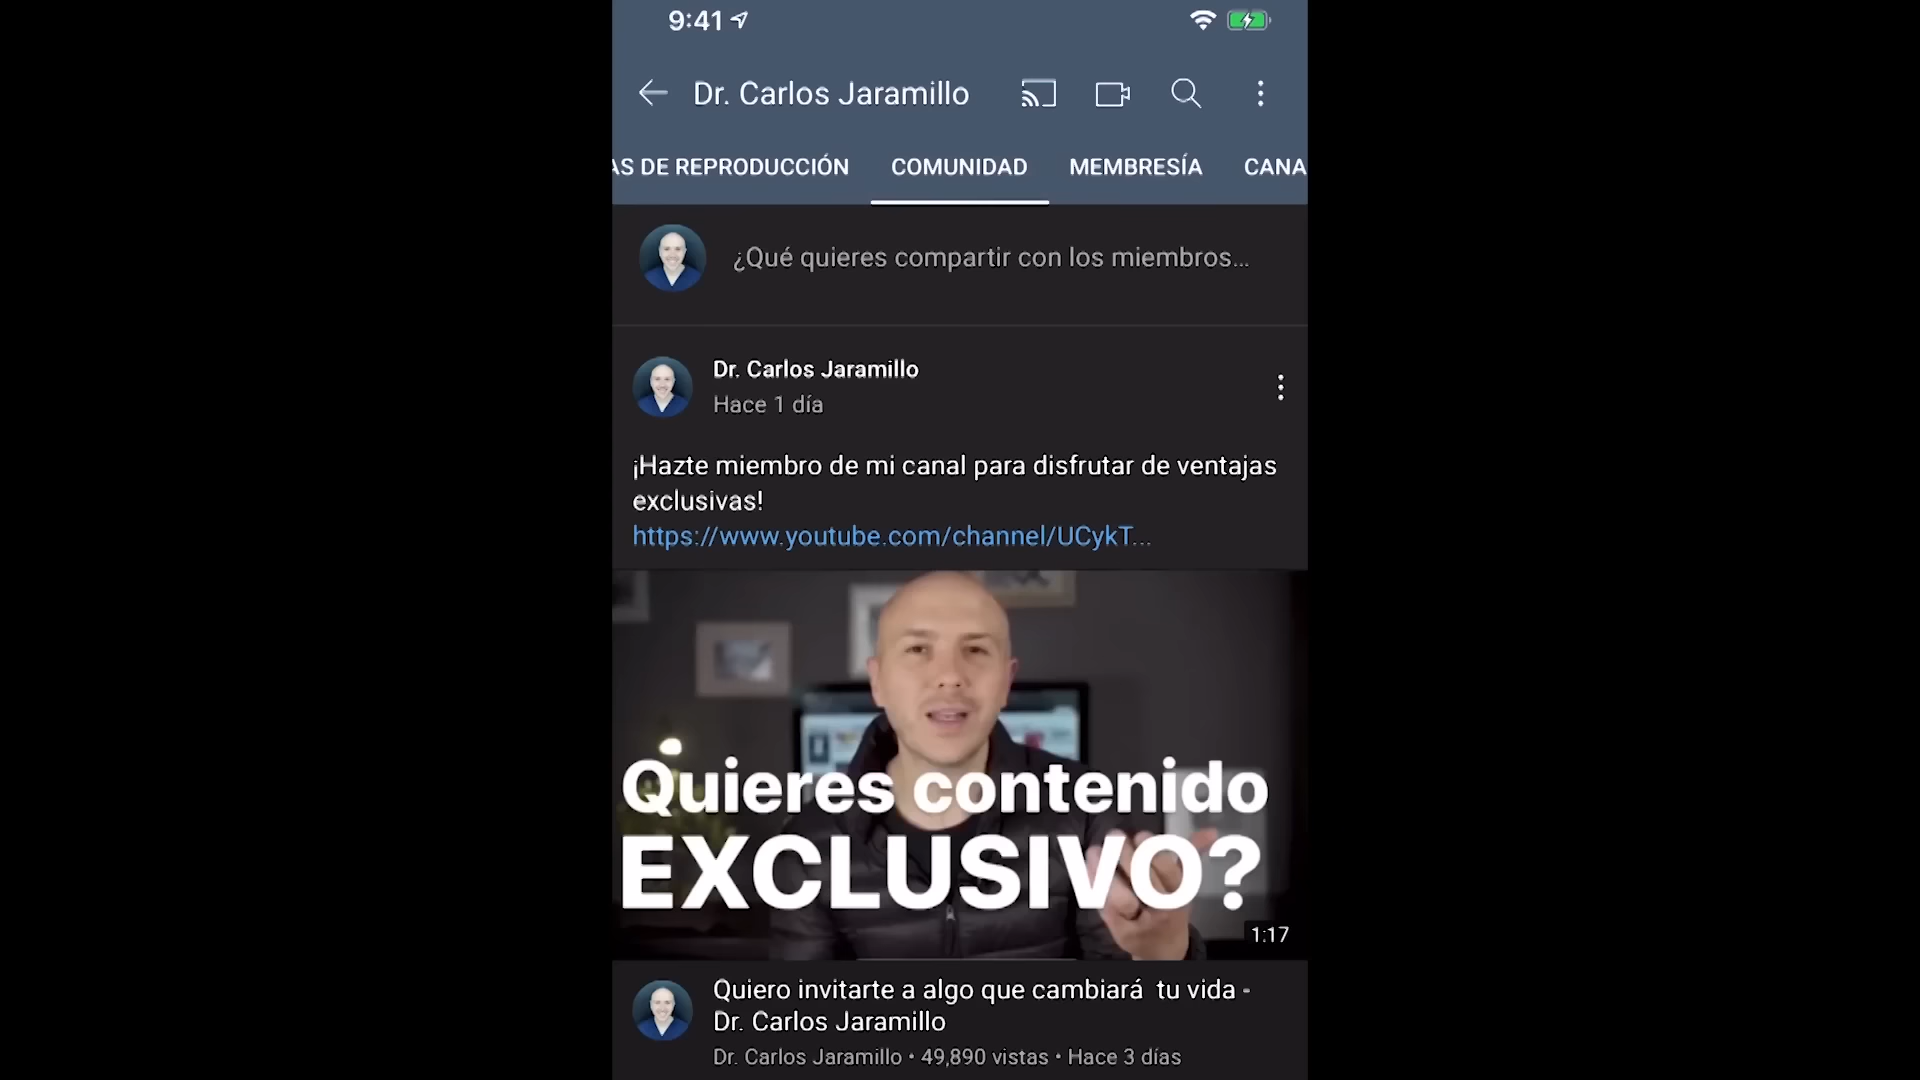 9:41
Dr. Carlos Jaramillo
AS DE REPRODUCCIÓN COMUNIDAD MEMBRESÍA CANA
¿Qué quieres compartir con los miembros...
Dr. Carlos Jaramillo
Hace 1 día
¡Hazte miembro de mi canal para disfrutar de ventajas
exclusivas!
https://www.youtube.com/channel/UCykT...
Quieres contenido
EXCLUSIVO?
1:17
Quiero invitarte a algo que cambiará tu vida -
Dr. Carlos Jaramillo
Dr. Carlos Jaramillo • 49,890 vistas • Hace 3 días